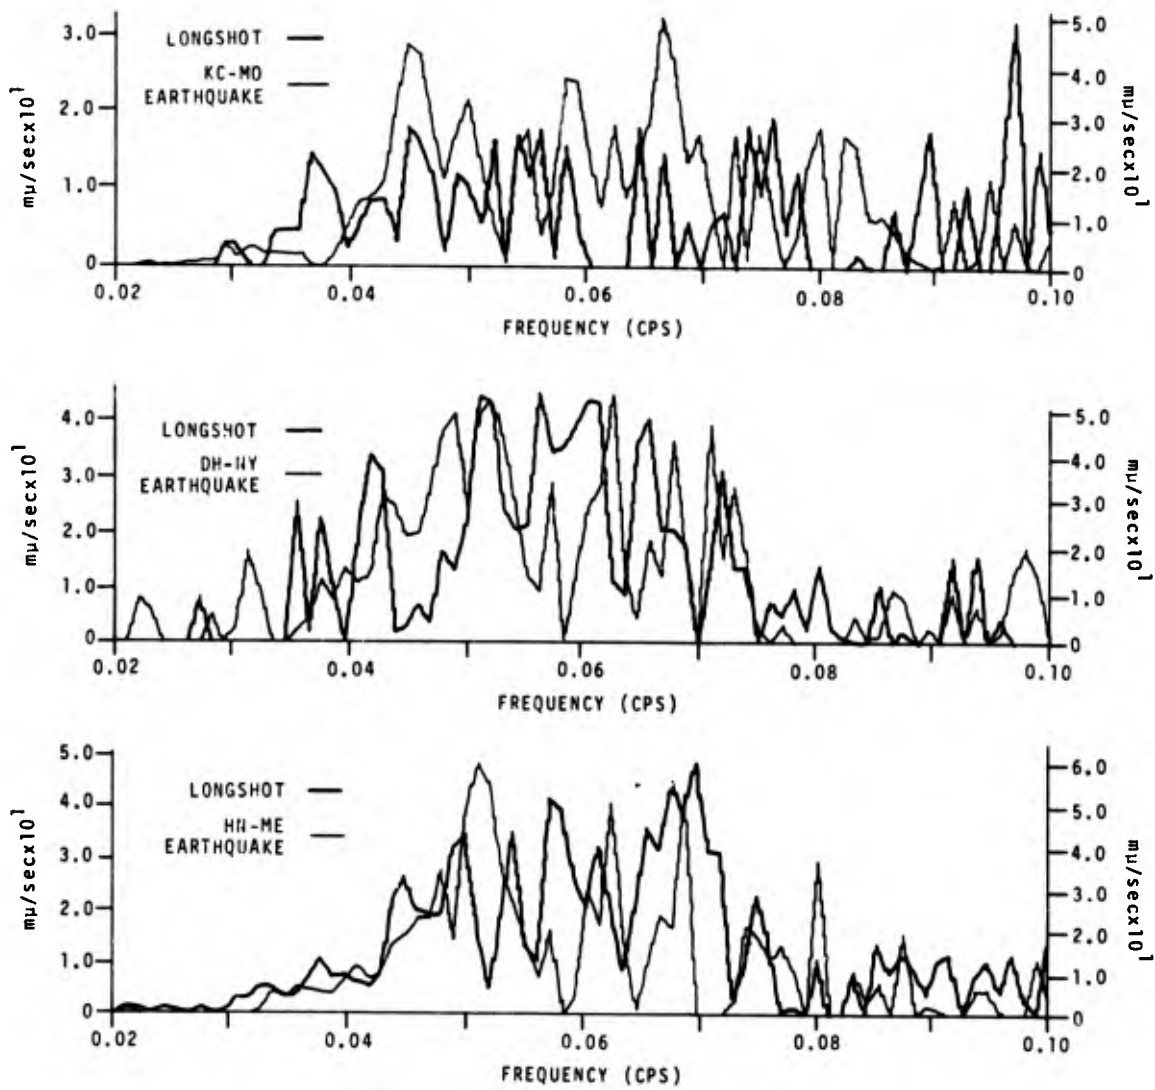 3.0
2.0
1.0
0
mμ/secx10¹
LONGSHOT
KC-MO
EARTHQUAKE
5.0
4.0
3.0
2.0
1.0
0
mμ/secx10¹
0.02 0.04 0.06 0.08 0.10
FREQUENCY (CPS)
4.0
3.0
2.0
1.0
0
mμ/secx10¹
LONGSHOT
DH-NY
EARTHQUAKE
5.0
4.0
3.0
2.0
1.0
0
mμ/secx10¹
0.02 0.04 0.06 0.08 0.10
FREQUENCY (CPS)
5.0
4.0
3.0
2.0
1.0
0
mμ/secx10¹
LONGSHOT
HN-ME
EARTHQUAKE
6.0
5.0
4.0
3.0
2.0
1.0
0
mμ/secx10¹
0.02 0.04 0.06 0.08 0.10
FREQUENCY (CPS)